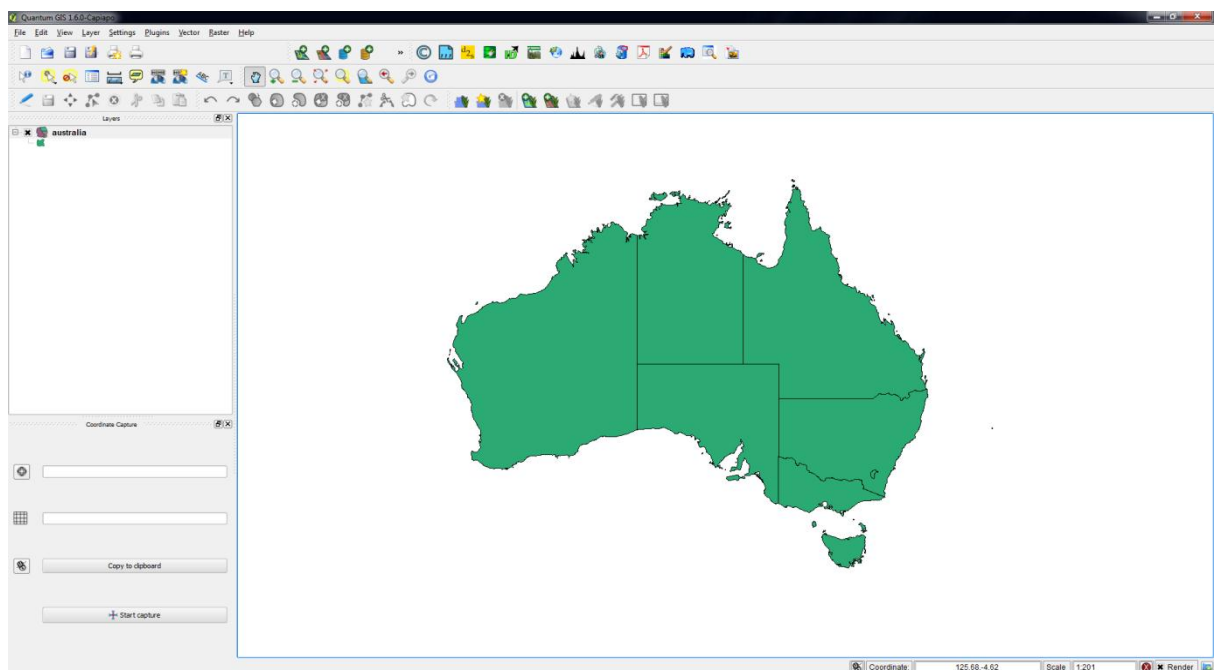 Quantum GIS 1.6.0-Capiapo
File Edit View Layer Settings Plugins Vector Raster Help
Layers
australia
Coordinate Capture
Copy to clipboard
Start capture
Coordinate: 125.68,-4.62 Scale 1:201 Render